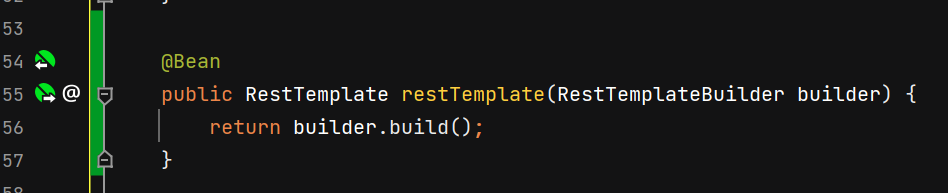 53
54 @Bean
55 @ public RestTemplate restTemplate(RestTemplateBuilder builder) {
56 return builder.build();
57 }